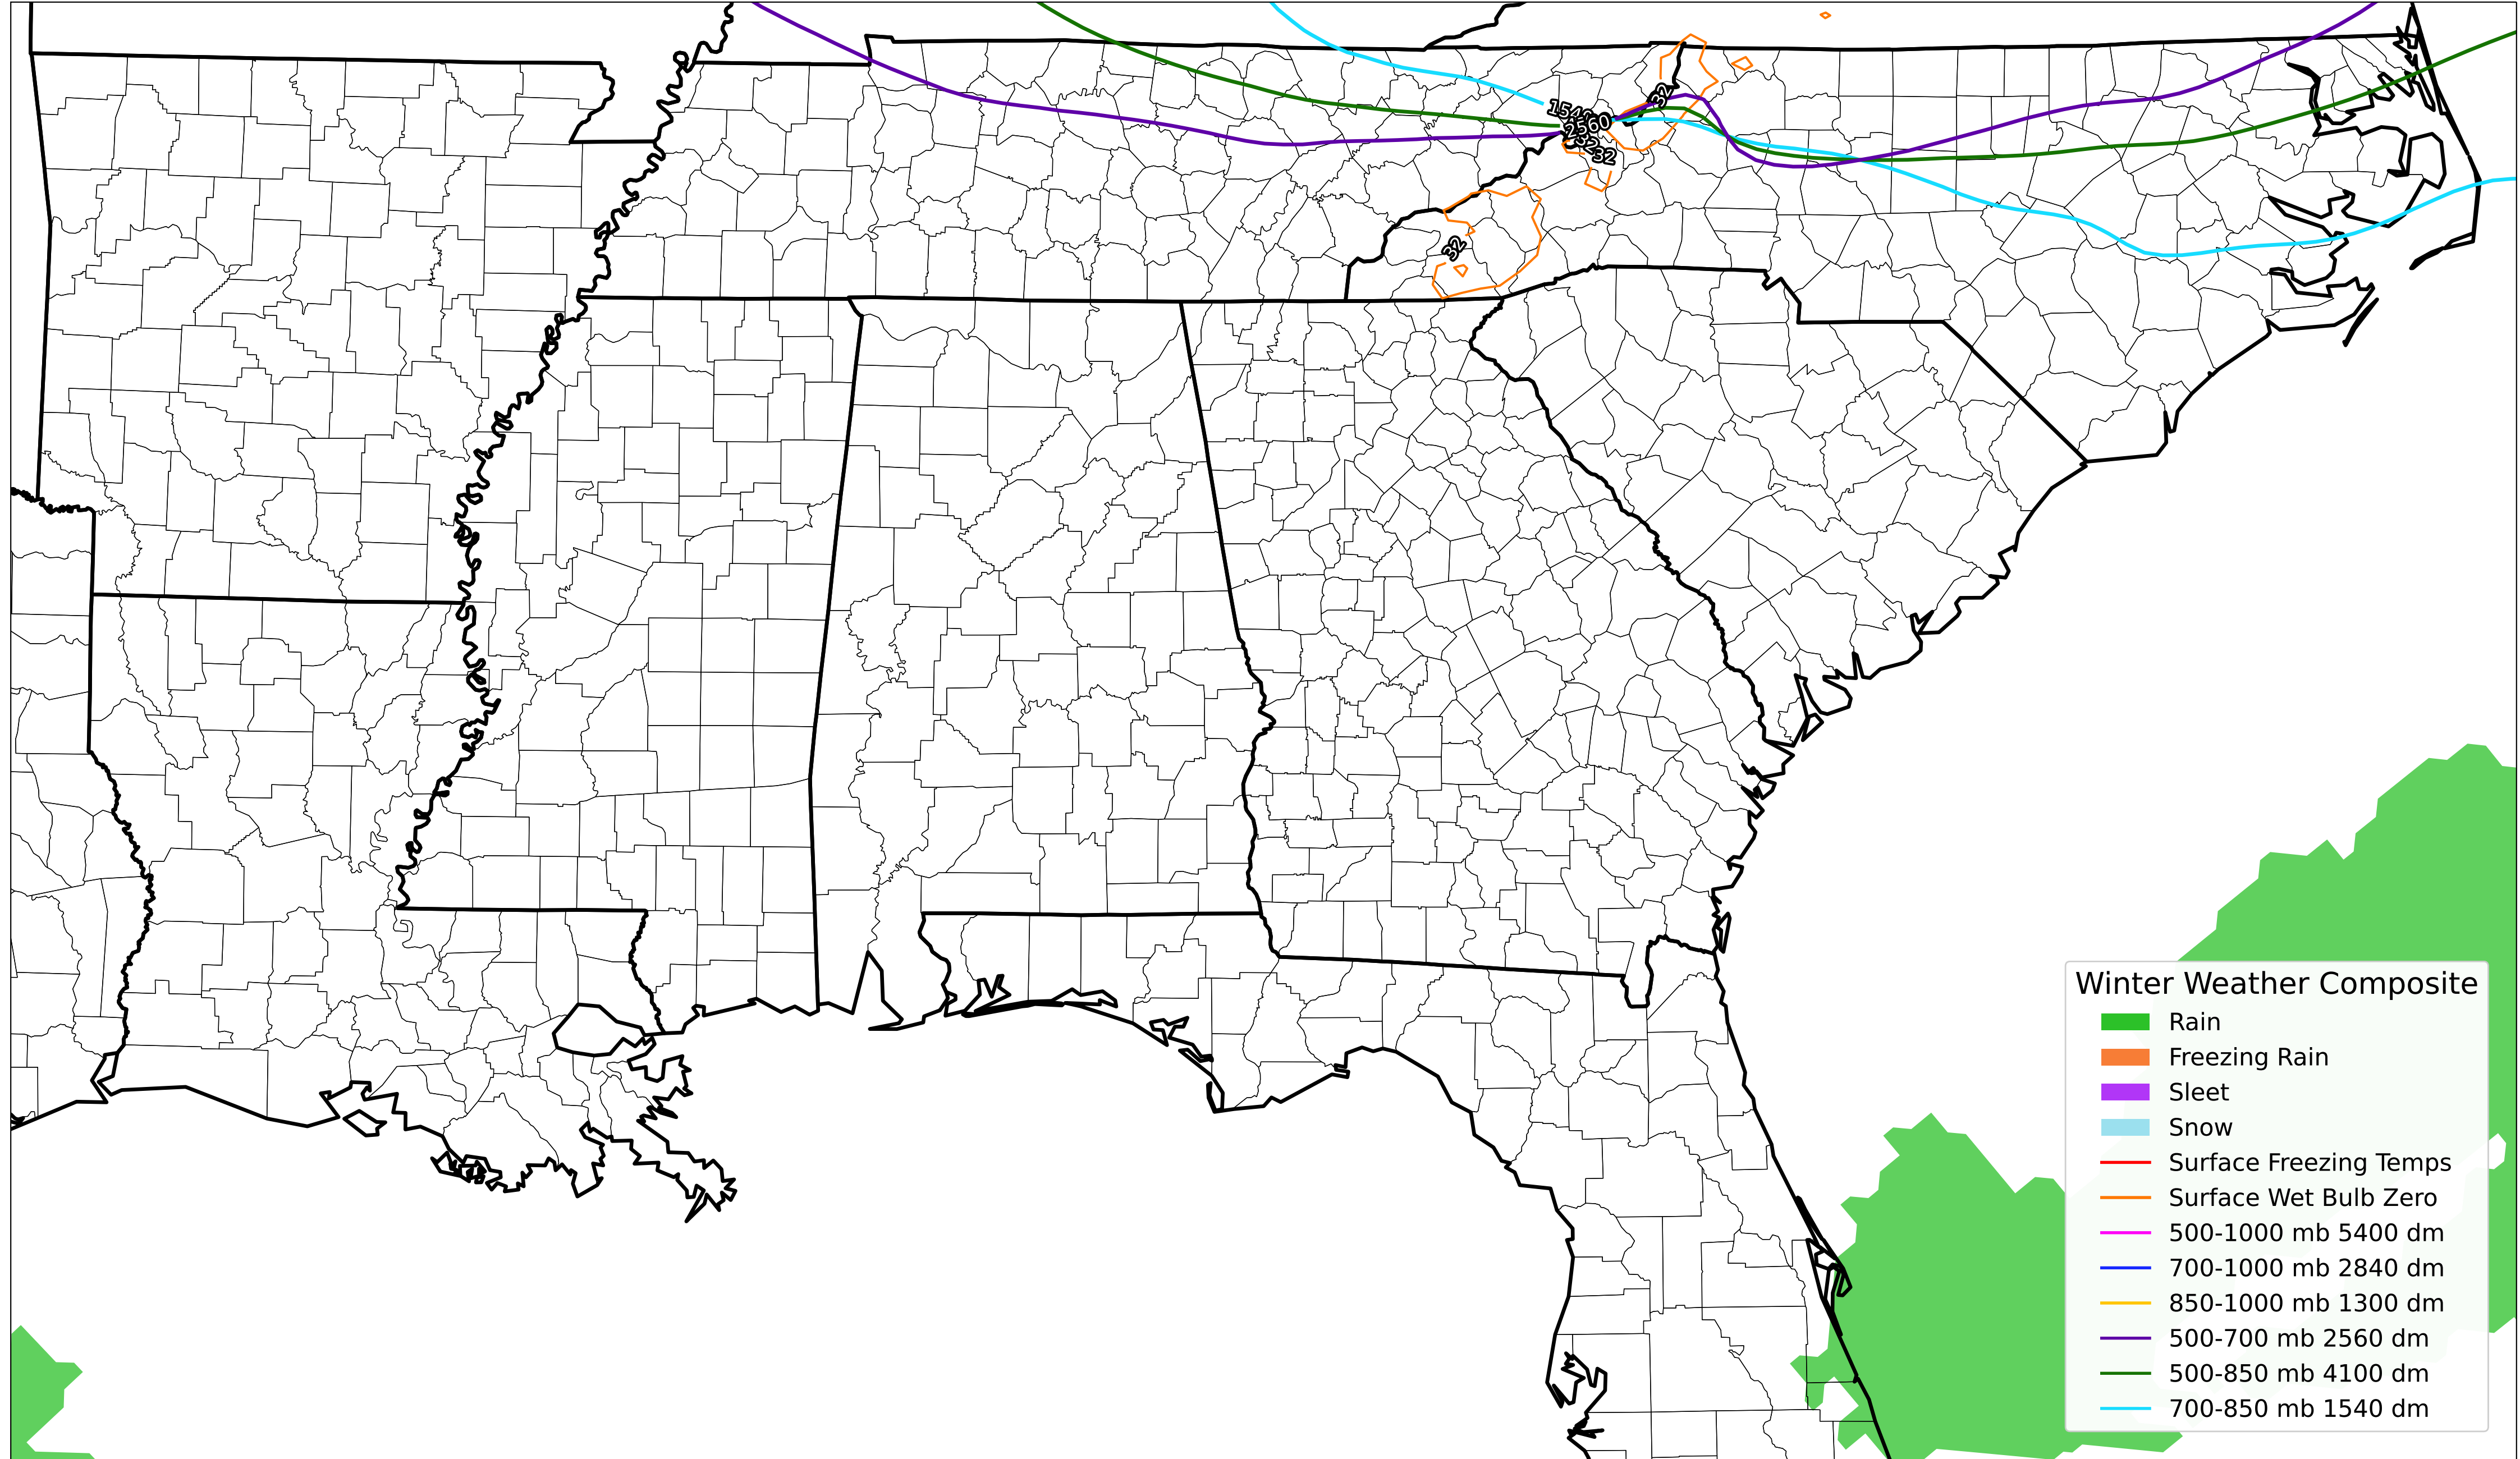 32
2560
32
32
Winter Weather Composite
Rain
Freezing Rain
Sleet
Snow
Surface Freezing Temps
Surface Wet Bulb Zero
500-1000 mb 5400 dm
700-1000 mb 2840 dm
850-1000 mb 1300 dm
500-700 mb 2560 dm
500-850 mb 4100 dm
700-850 mb 1540 dm